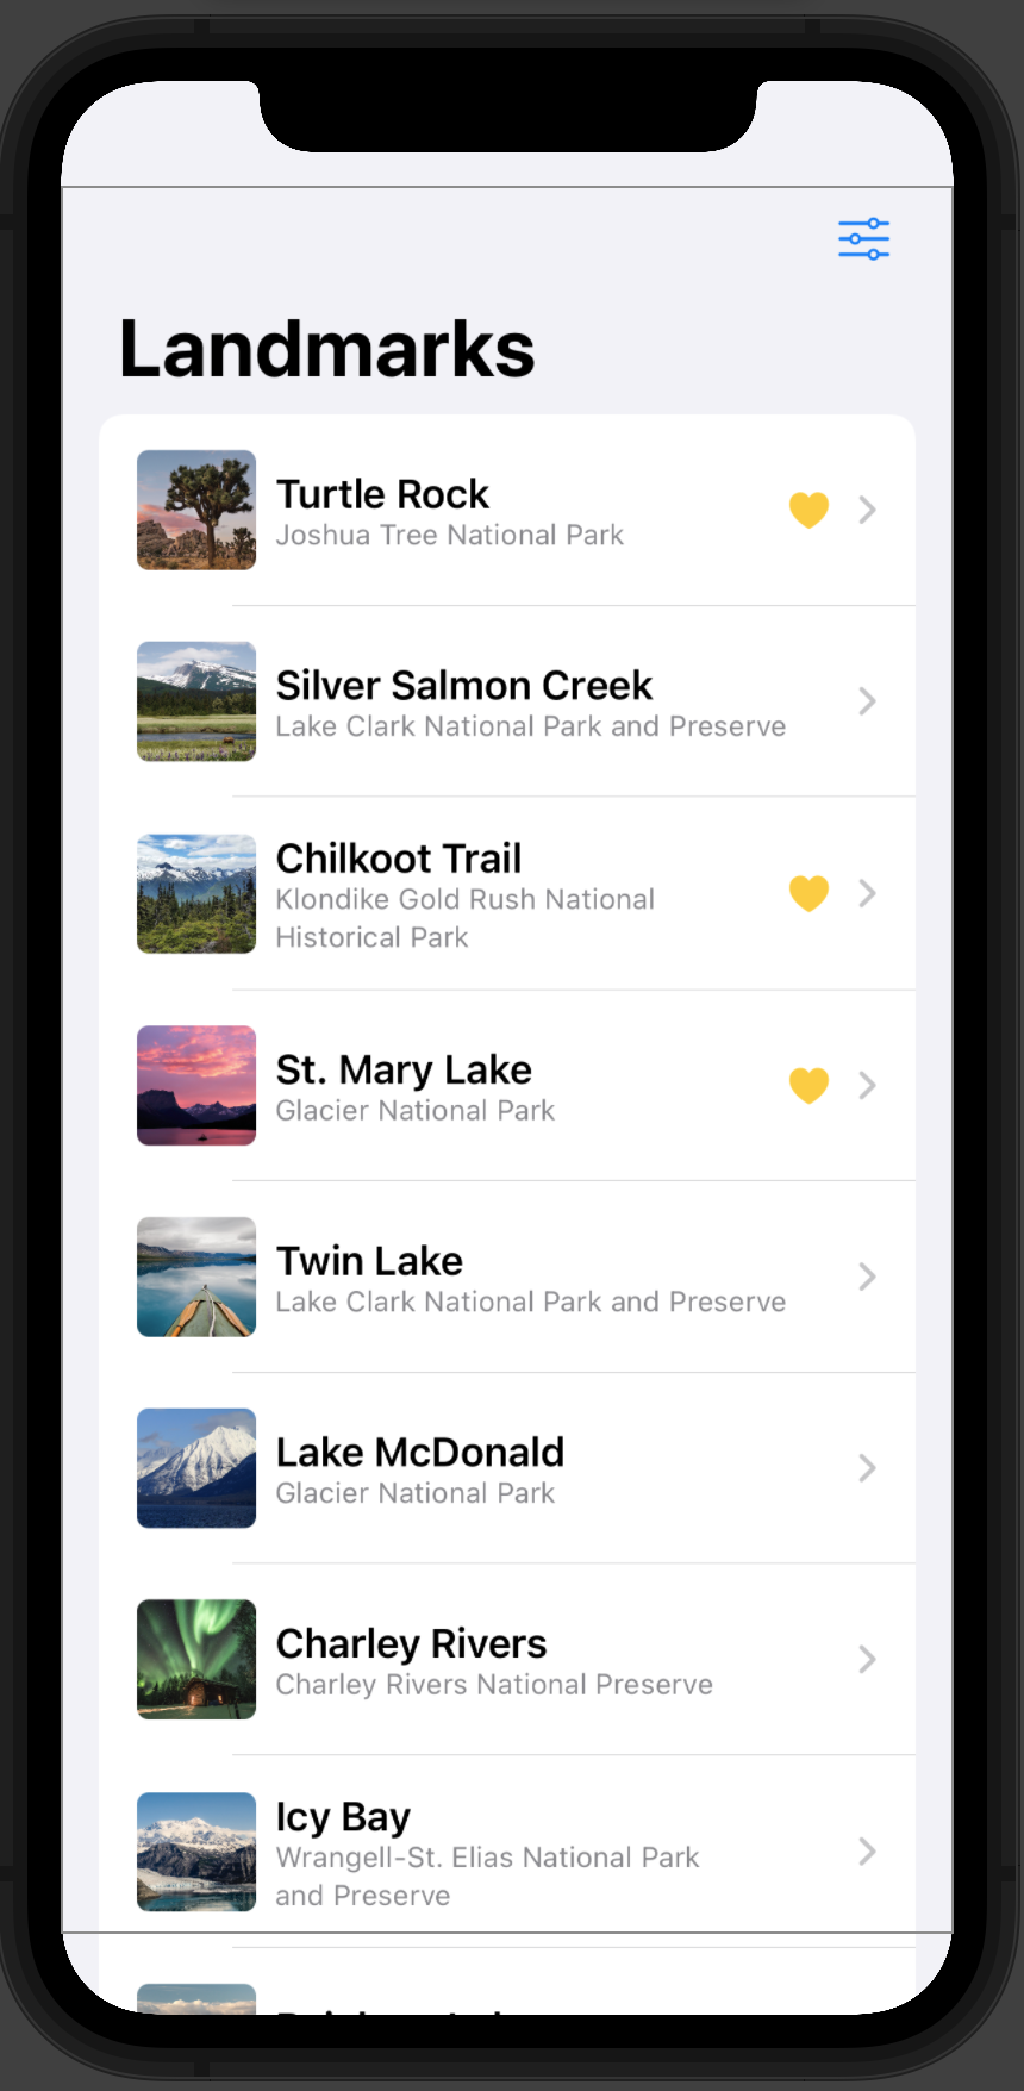 Landmarks
Turtle Rock
Joshua Tree National Park
Silver Salmon Creek
Lake Clark National Park and Preserve
Chilkoot Trail
Klondike Gold Rush National
Historical Park
St. Mary Lake
Glacier National Park
Twin Lake
Lake Clark National Park and Preserve
Lake McDonald
Glacier National Park
Charley Rivers
Charley Rivers National Preserve
Icy Bay
Wrangell-St. Elias National Park
and Preserve